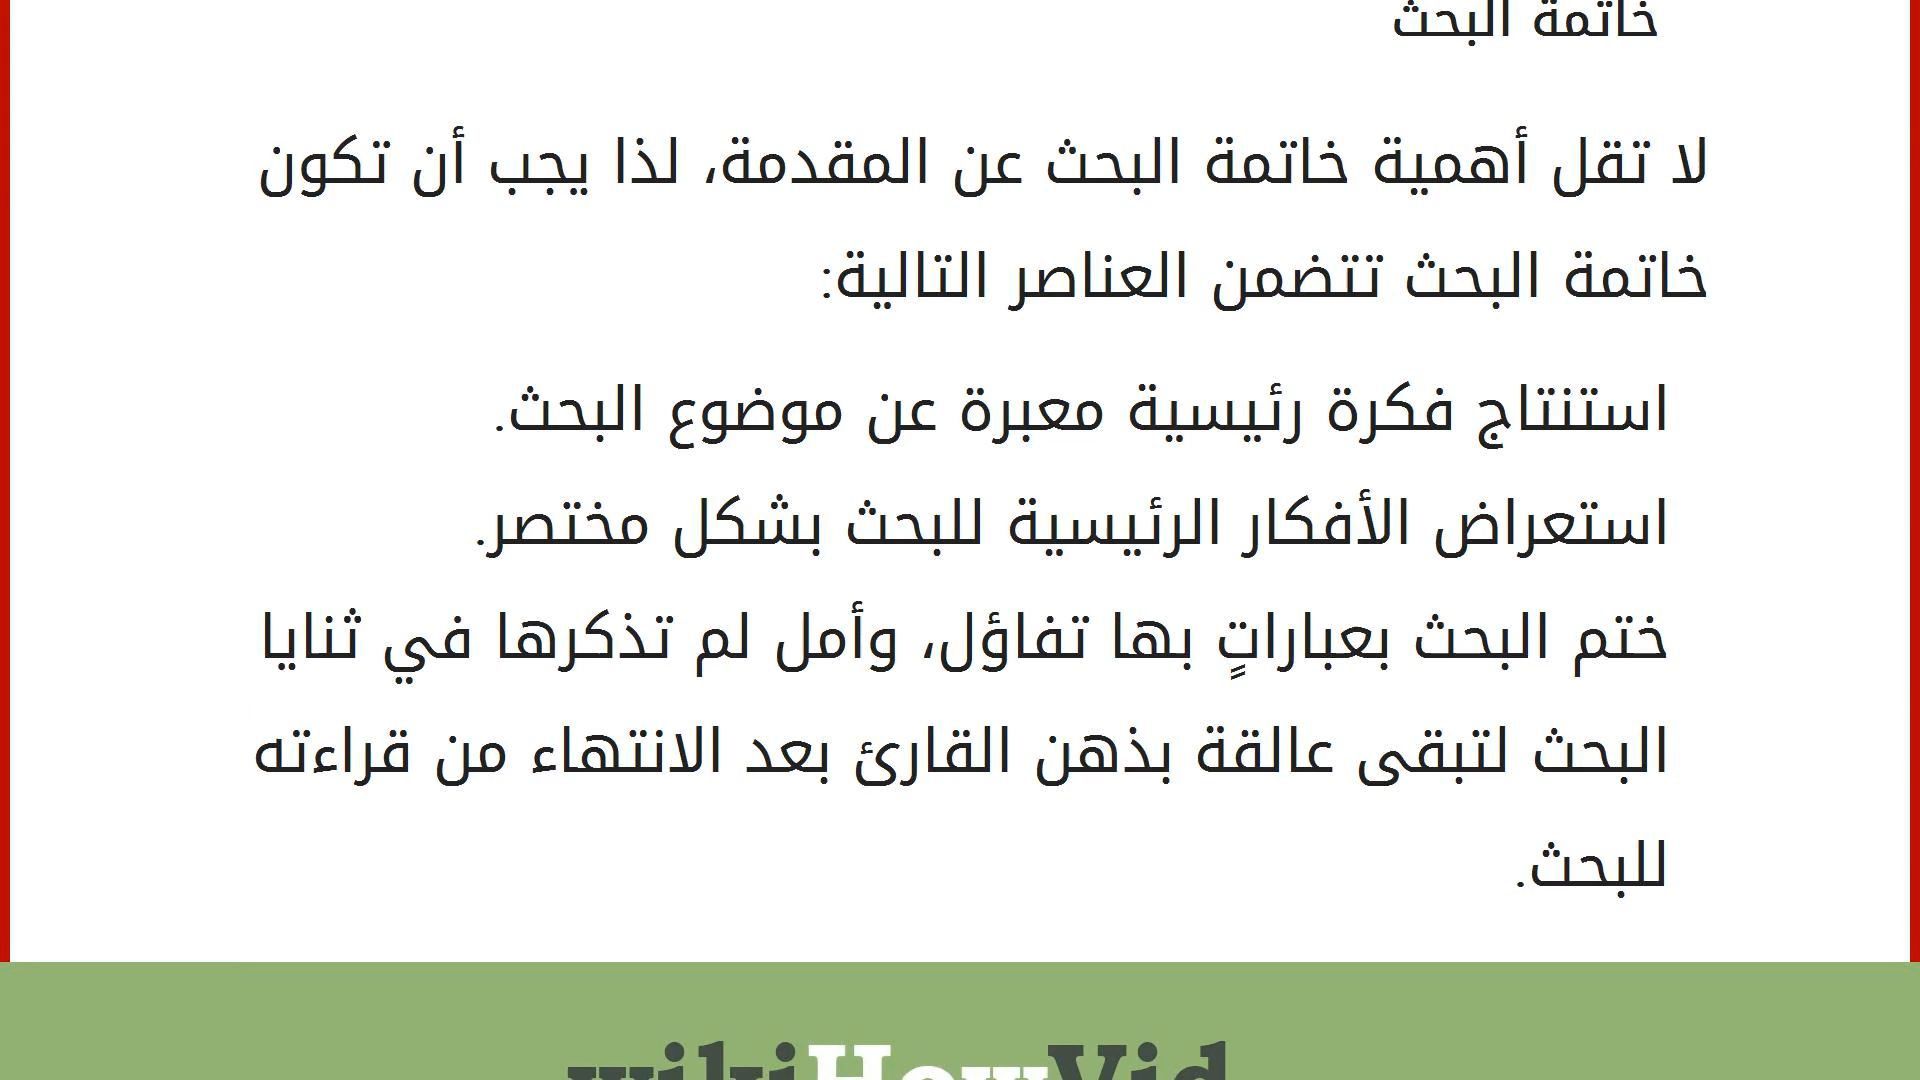 خاتمة البحث
لا تقل أهمية خاتمة البحث عن المقدمة، لذا يجب أن تكون
خاتمة البحث تتضمن العناصر التالية:
استنتاج فكرة رئيسية معبرة عن موضوع البحث.
استعراض الأفكار الرئيسية للبحث بشكل مختصر.
ختم البحث بعباراتٍ بها تفاؤل، وأمل لم تذكرها في ثنايا
البحث لتبقى عالقة بذهن القارئ بعد الانتهاء من قراءته
للبحث.
wikiHowVid